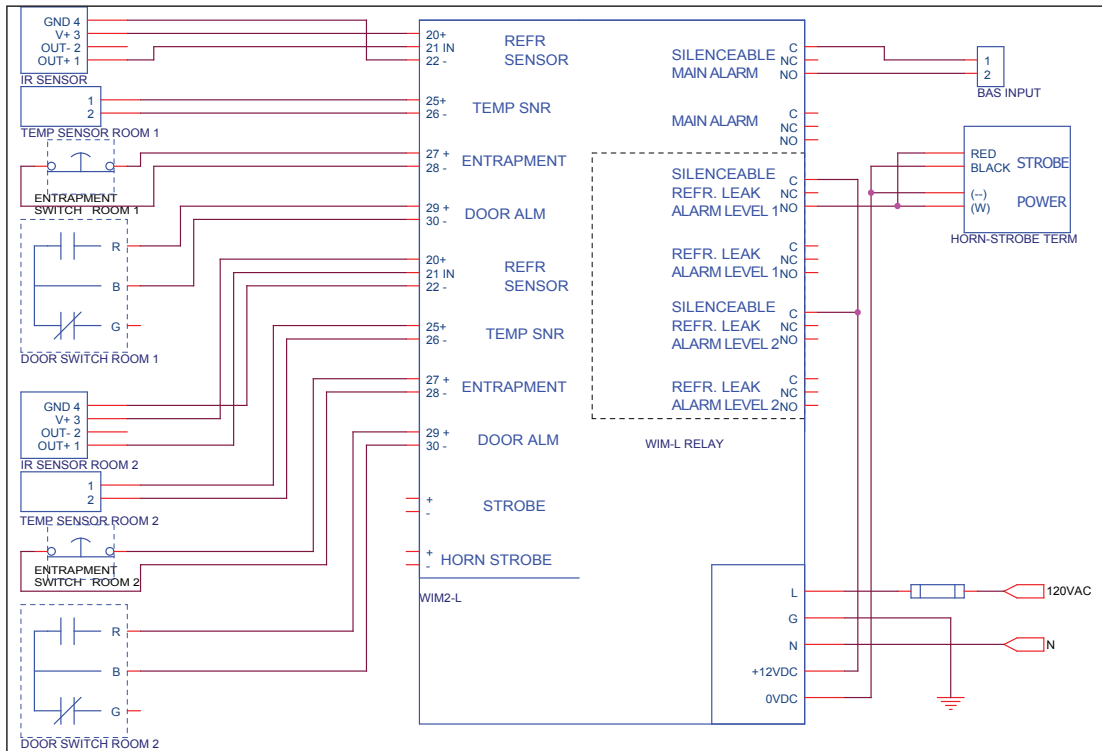 GND 4
V+ 3
OUT- 2
OUT+ 1
IR SENSOR
1
2
TEMP SENSOR ROOM 1
ENTRAPMENT
SWITCH ROOM 1
R
B
G
DOOR SWITCH ROOM 1
GND 4
V+ 3
OUT- 2
OUT+ 1
IR SENSOR ROOM 2
1
2
TEMP SENSOR ROOM 2
ENTRAPMENT
SWITCH ROOM 2
R
B
G
DOOR SWITCH ROOM 2
20+
21 IN
22 -
REFR
SENSOR
25+
26 -
TEMP SNR
27 +
28 -
ENTRAPMENT
29 +
30 -
DOOR ALM
20+
21 IN
22 -
REFR
SENSOR
25+
26 -
TEMP SNR
27 +
28 -
ENTRAPMENT
29 +
30 -
DOOR ALM
+
-
STROBE
+
-
HORN STROBE
WIM2-L
SILENCEABLE
MAIN ALARM
C
NC
NO
MAIN ALARM
C
NC
NO
SILENCEABLE
REFR. LEAK
ALARM LEVEL 1
C
NC
NO
REFR. LEAK
ALARM LEVEL 1
C
NC
NO
SILENCEABLE
REFR. LEAK
ALARM LEVEL 2
C
NC
NO
REFR. LEAK
ALARM LEVEL 2
C
NC
NO
WIM-L RELAY
L
G
N
+12VDC
0VDC
1
2
BAS INPUT
RED
BLACK
STROBE
(--)
(W)
POWER
HORN-STROBE TERM
120VAC
N